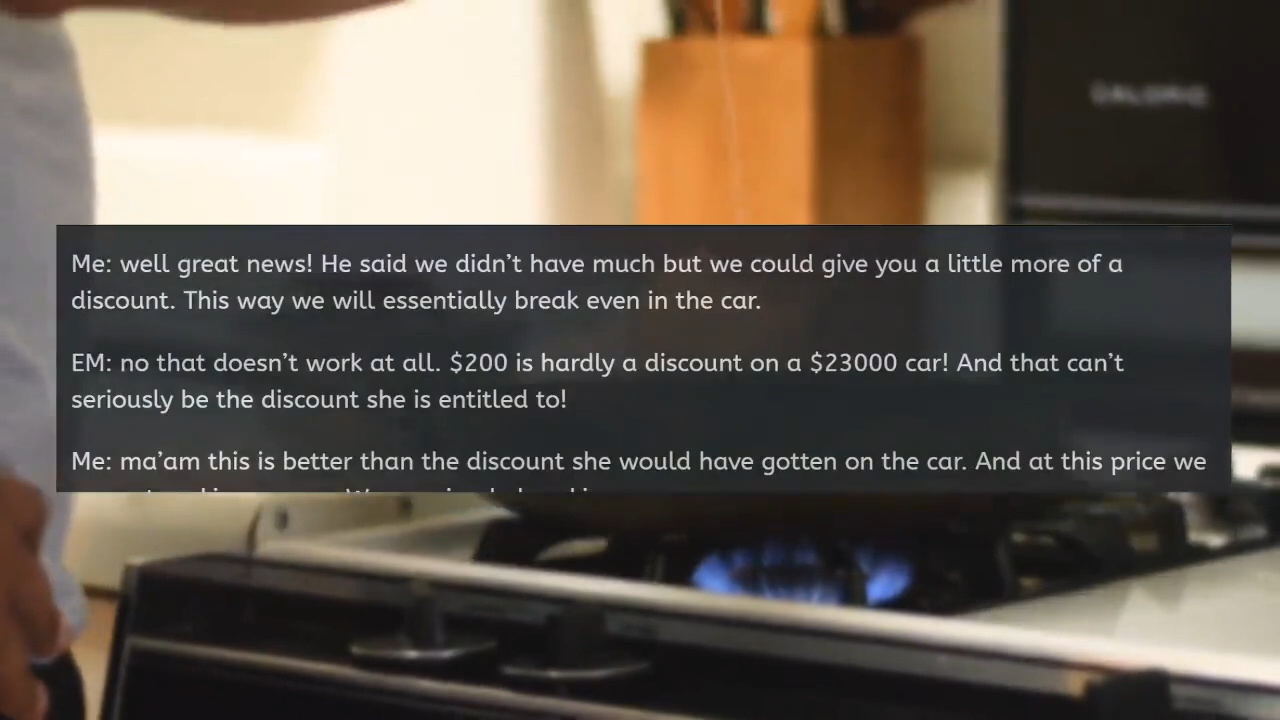 Me: well great news! He said we didn’t have much but we could give you a little more of a
discount. This way we will essentially break even in the car.
EM: no that doesn’t work at all. $200 is hardly a discount on a $23000 car! And that can’t
seriously be the discount she is entitled to!
Me: ma’am this is better than the discount she would have gotten on the car. And at this price we